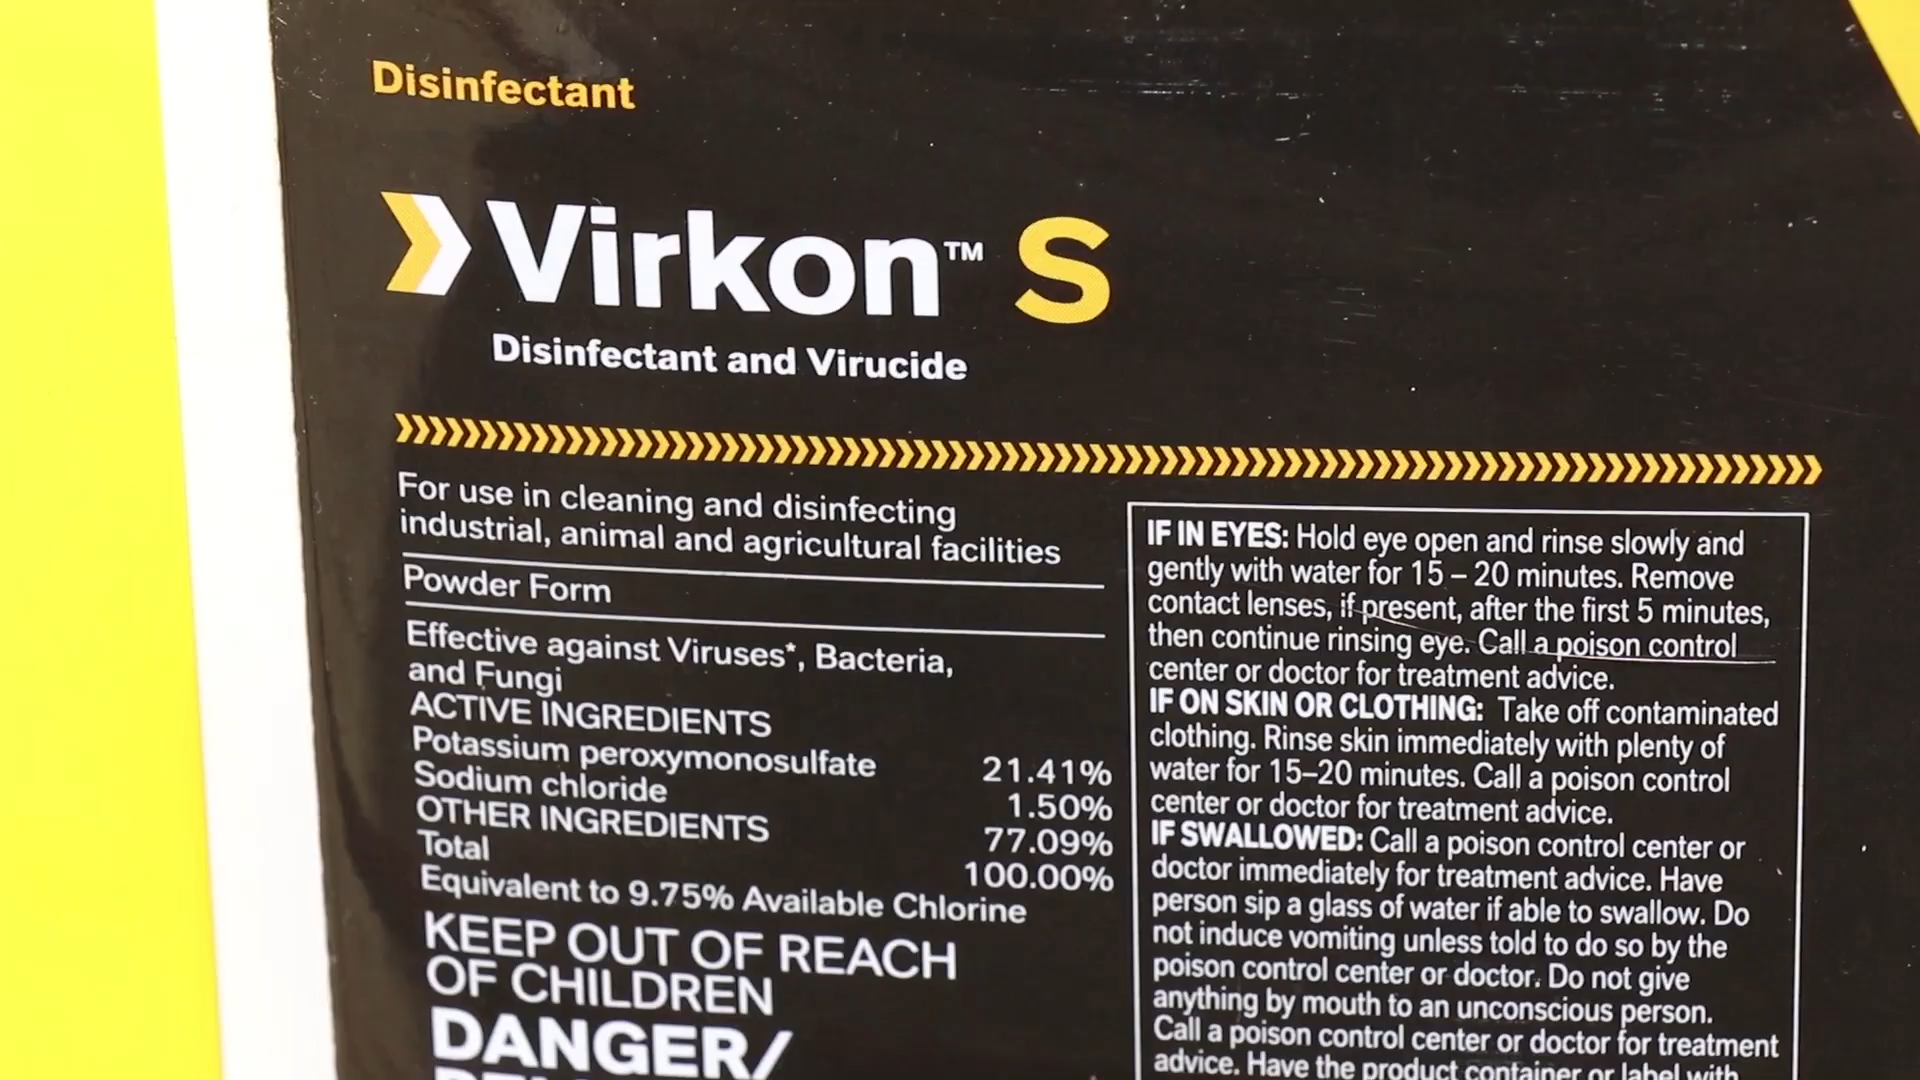 Disinfectant
Virkon™ S
Disinfectant and Virucide
For use in cleaning and disinfecting
industrial, animal and agricultural facilities
Powder Form
Effective against Viruses*, Bacteria,
and Fungi
ACTIVE INGREDIENTS
Potassium peroxymonosulfate 21.41%
Sodium chloride 1.50%
OTHER INGREDIENTS 77.09%
Total 100.00%
Equivalent to 9.75% Available Chlorine
KEEP OUT OF REACH
OF CHILDREN
DANGER/
IF IN EYES: Hold eye open and rinse slowly and
gently with water for 15 – 20 minutes. Remove
contact lenses, if present, after the first 5 minutes,
then continue rinsing eye. Call a poison control
center or doctor for treatment advice.
IF ON SKIN OR CLOTHING: Take off contaminated
clothing. Rinse skin immediately with plenty of
water for 15–20 minutes. Call a poison control
center or doctor for treatment advice.
IF SWALLOWED: Call a poison control center or
doctor immediately for treatment advice. Have
person sip a glass of water if able to swallow. Do
not induce vomiting unless told to do so by the
poison control center or doctor. Do not give
anything by mouth to an unconscious person.
Call a poison control center or doctor for treatment
advice. Have the product container or label with